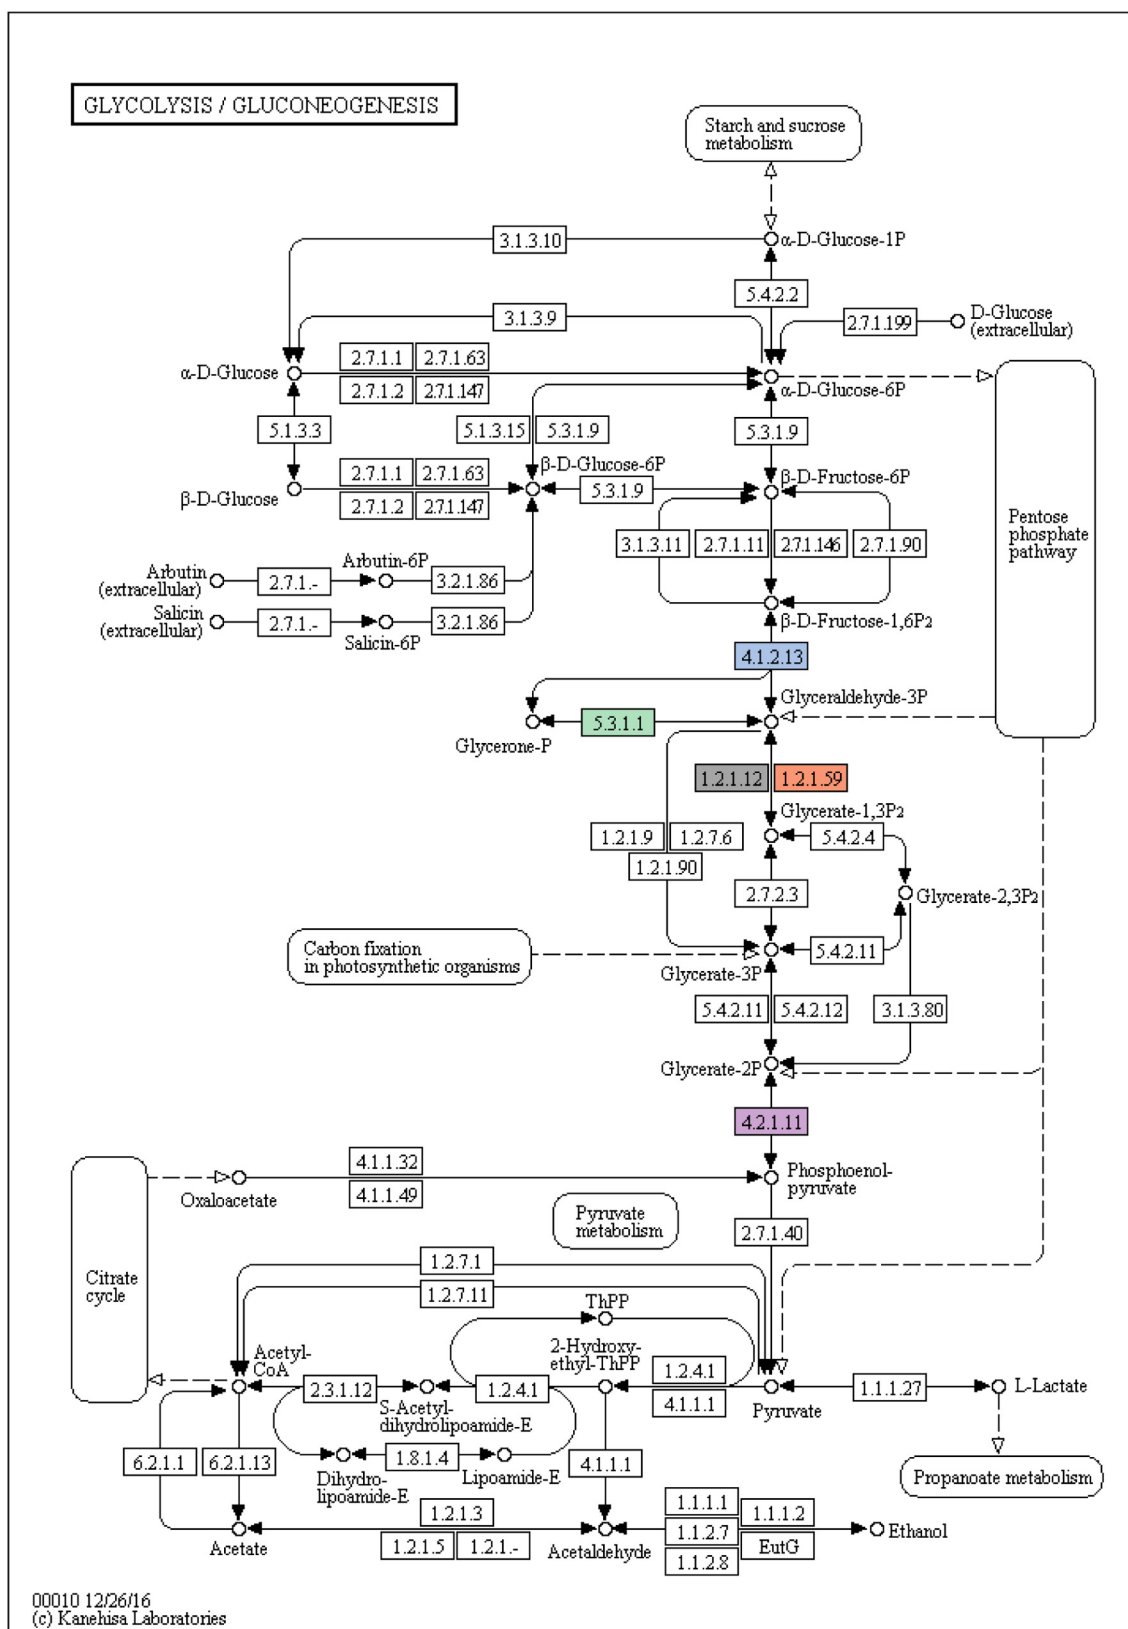 GLYCOLYSIS / GLUCONEOGENESIS
Starch and sucrose
metabolism
3.1.3.10
α-D-Glucose-1P
5.4.2.2
3.1.3.9
2.7.1.199
D-Glucose
(extracellular)
α-D-Glucose
2.7.1.1
2.7.1.63
2.7.1.2
2.7.1.147
α-D-Glucose-6P
5.1.3.3
5.1.3.15
5.3.1.9
5.3.1.9
β-D-Glucose
2.7.1.1
2.7.1.63
2.7.1.2
2.7.1.147
β-D-Glucose-6P
5.3.1.9
β-D-Fructose-6P
Pentose
phosphate
pathway
3.1.3.11
2.7.1.11
2.7.1.146
2.7.1.90
Arbutin
(extracellular)
2.7.1.-
Arbutin-6P
3.2.1.86
Salicin
(extracellular)
2.7.1.-
Salicin-6P
3.2.1.86
β-D-Fructose-1,6P2
4.1.2.13
Glyceraldehyde-3P
5.3.1.1
Glycerone-P
1.2.1.12
1.2.1.59
Glycerate-1,3P2
1.2.1.9
1.2.7.6
1.2.1.90
5.4.2.4
2.7.2.3
Glycerate-2,3P2
Carbon fixation
in photosynthetic organisms
5.4.2.11
Glycerate-3P
5.4.2.11
5.4.2.12
3.1.3.80
Glycerate-2P
4.2.1.11
4.1.1.32
Oxaloacetate
4.1.1.49
Phosphoenol-
pyruvate
Pyruvate
metabolism
2.7.1.40
Citrate
cycle
1.2.7.1
1.2.7.11
ThPP
Acetyl-
CoA
2-Hydroxy-
ethyl-ThPP
2.3.1.12
S-Acetyl-
dihydrolipoamide-E
1.2.4.1
1.2.4.1
4.1.1.1
Pyruvate
1.1.1.27
L-Lactate
6.2.1.1
6.2.1.13
Dihydro-
lipoamide-E
1.8.1.4
Lipoamide-E
4.1.1.1
Propanoate metabolism
Acetate
1.2.1.3
1.2.1.5
1.2.1.-
Acetaldehyde
1.1.1.1
1.1.1.2
1.1.2.7
EutG
1.1.2.8
Ethanol
00010 12/26/16
(c) Kanehisa Laboratories